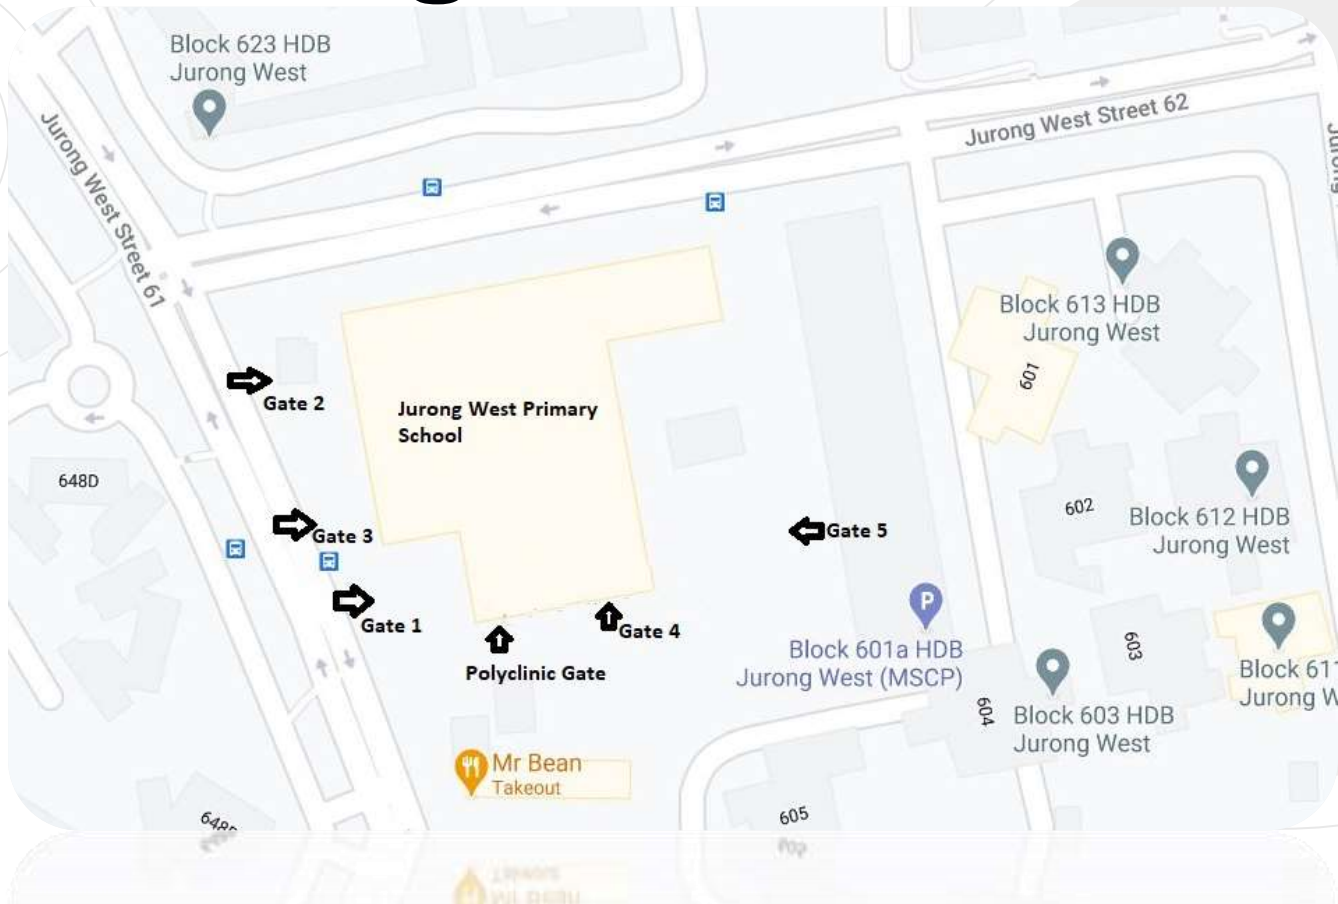 Block 623 HDB
Jurong West
Jurong West Street 62
Jurong West Street 61
Block 613 HDB
Jurong West
601
Gate 2
Jurong West Primary
School
648D
602
Block 612 HDB
Jurong West
Gate 3
Gate 5
P
Gate 1
Gate 4
Polyclinic Gate
Block 601a HDB
Jurong West (MSCP)
603
Block 611
Jurong W
604
Block 603 HDB
Jurong West
Mr Bean
Takeout
605